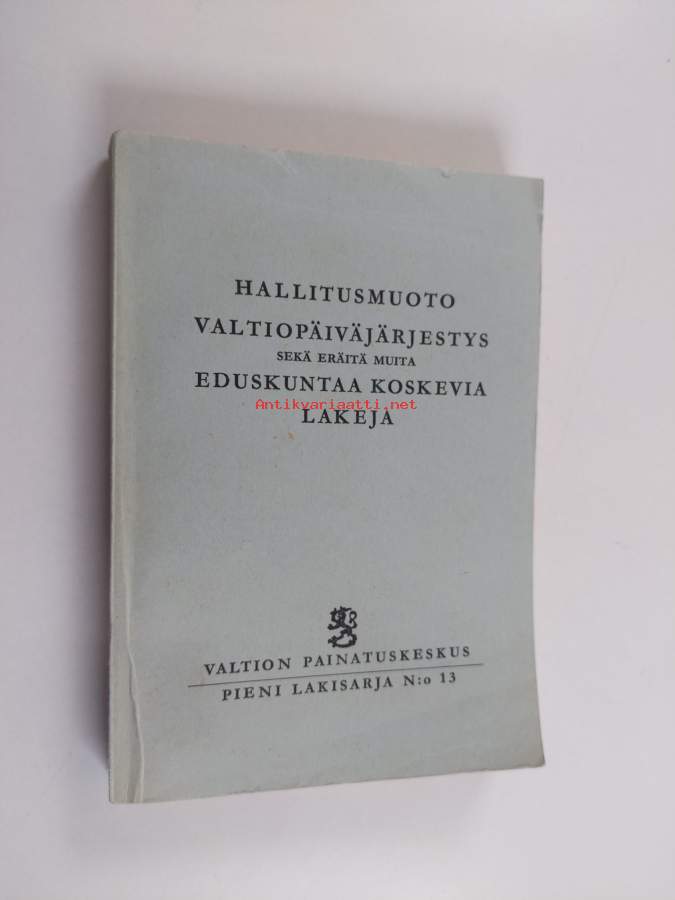 HALLITUSMUOTO
VALTIOPÄIVÄJÄRJESTYS
SEKÄ ERÄITÄ MUITA
EDUSKUNTAA KOSKEVIA
Antikvariaatti.net
LAKEJA
VALTION PAINATUSKESKUS
PIENI LAKISARJA N:o 13